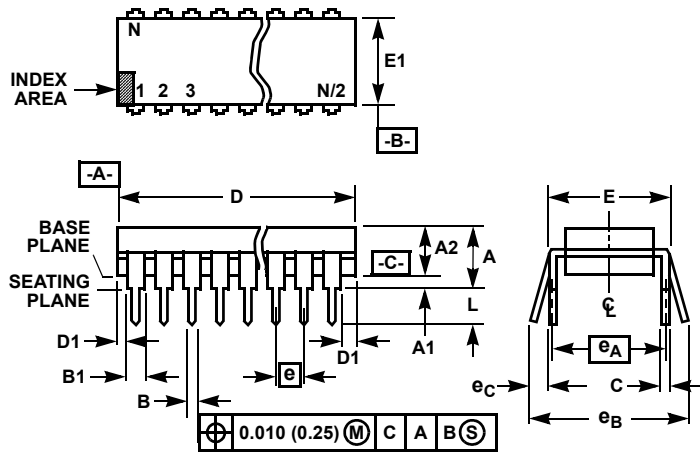 N
E1
INDEX
AREA
1 2 3 N/2
-B-
-A-
D
E
BASE
PLANE
A2
A
-C-
SEATING
PLANE
L
℄
D1
A1
D1
e
eA
B1
eC
C
B
eB
0.010 (0.25) Ⓜ C A B Ⓢ